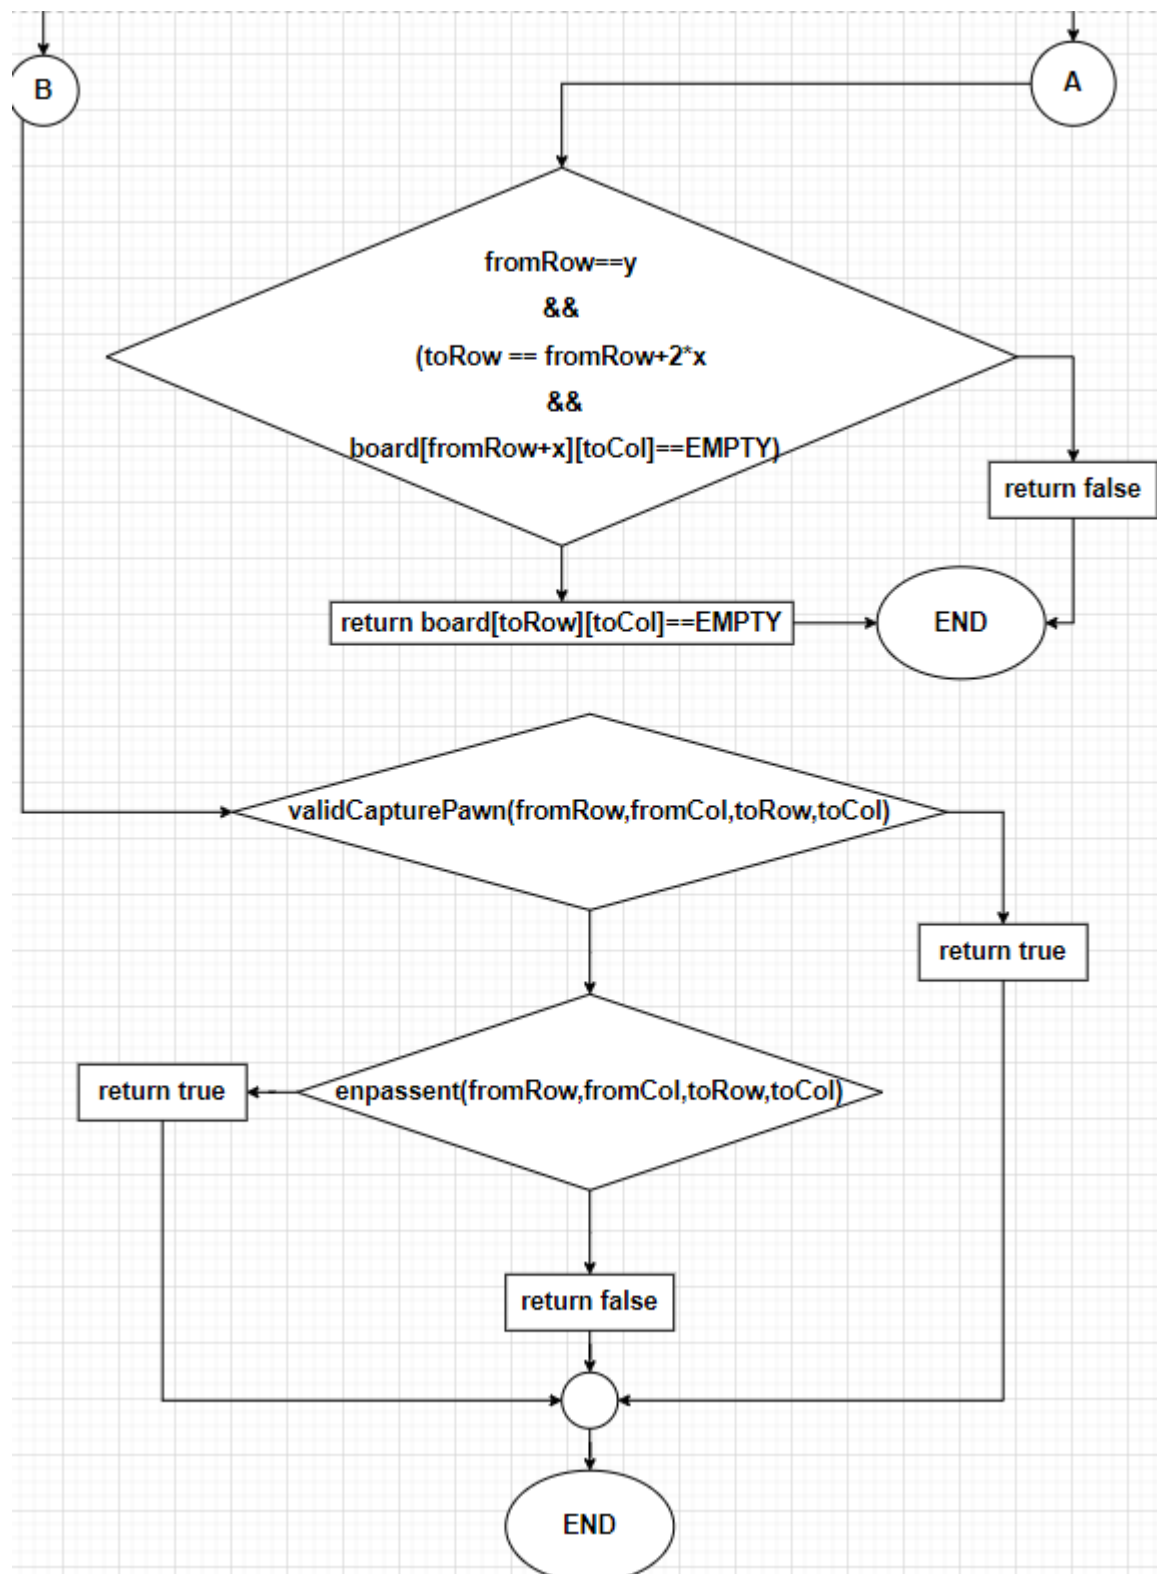 B
A
fromRow==y
&&
(toRow == fromRow+2*x
&&
board[fromRow+x][toCol]==EMPTY)
return false
return board[toRow][toCol]==EMPTY
END
validCapturePawn(fromRow,fromCol,toRow,toCol)
return true
return true
enpassent(fromRow,fromCol,toRow,toCol)
return false
END